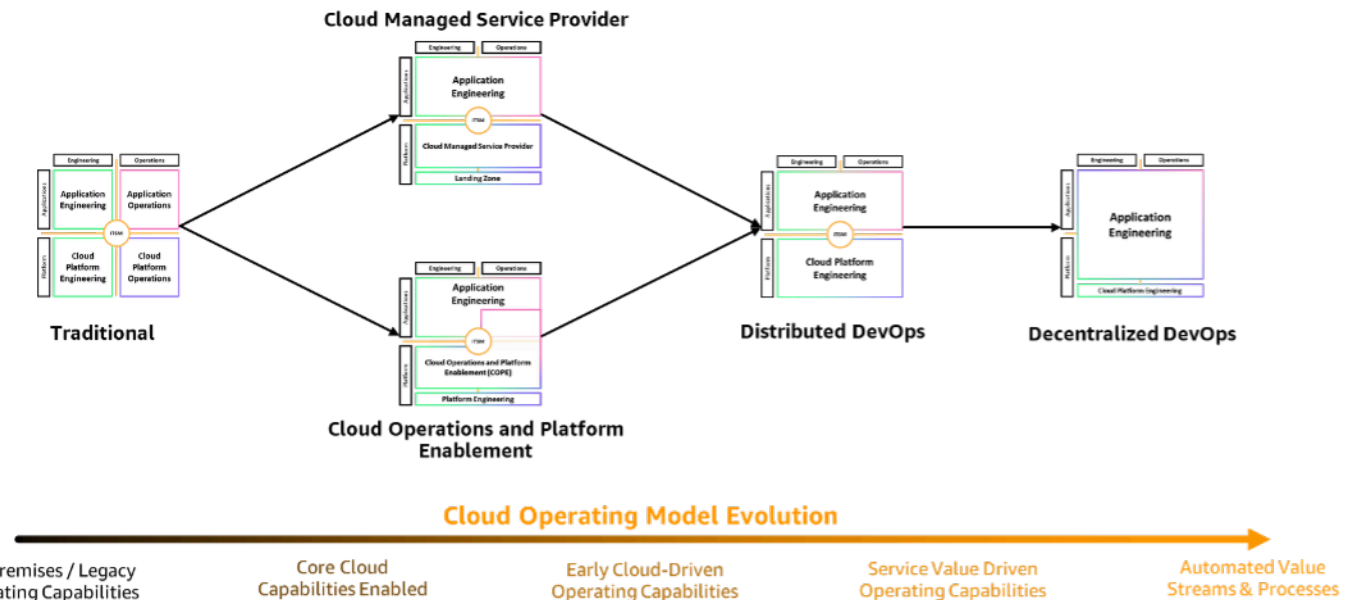 Cloud Managed Service Provider
Engineering
Operations
Applications
Application
Engineering
ITSM
Platform
Cloud Managed Service Provider
Landing Zone
Engineering
Operations
Applications
Application
Engineering
Application
Operations
ITSM
Platform
Cloud
Platform
Engineering
Cloud
Platform
Operations
Traditional
Engineering
Operations
Applications
Application
Engineering
ITSM
Platform
Cloud Operations and Platform
Enablement (COPE)
Platform Engineering
Cloud Operations and Platform
Enablement
Engineering
Operations
Applications
Application
Engineering
ITSM
Platform
Cloud Platform
Engineering
Distributed DevOps
Engineering
Operations
Applications
Application
Engineering
Platform
Cloud Platform Engineering
Decentralized DevOps
Cloud Operating Model Evolution
remises / Legacy
ating Capabilities
Core Cloud
Capabilities Enabled
Early Cloud-Driven
Operating Capabilities
Service Value Driven
Operating Capabilities
Automated Value
Streams & Processes